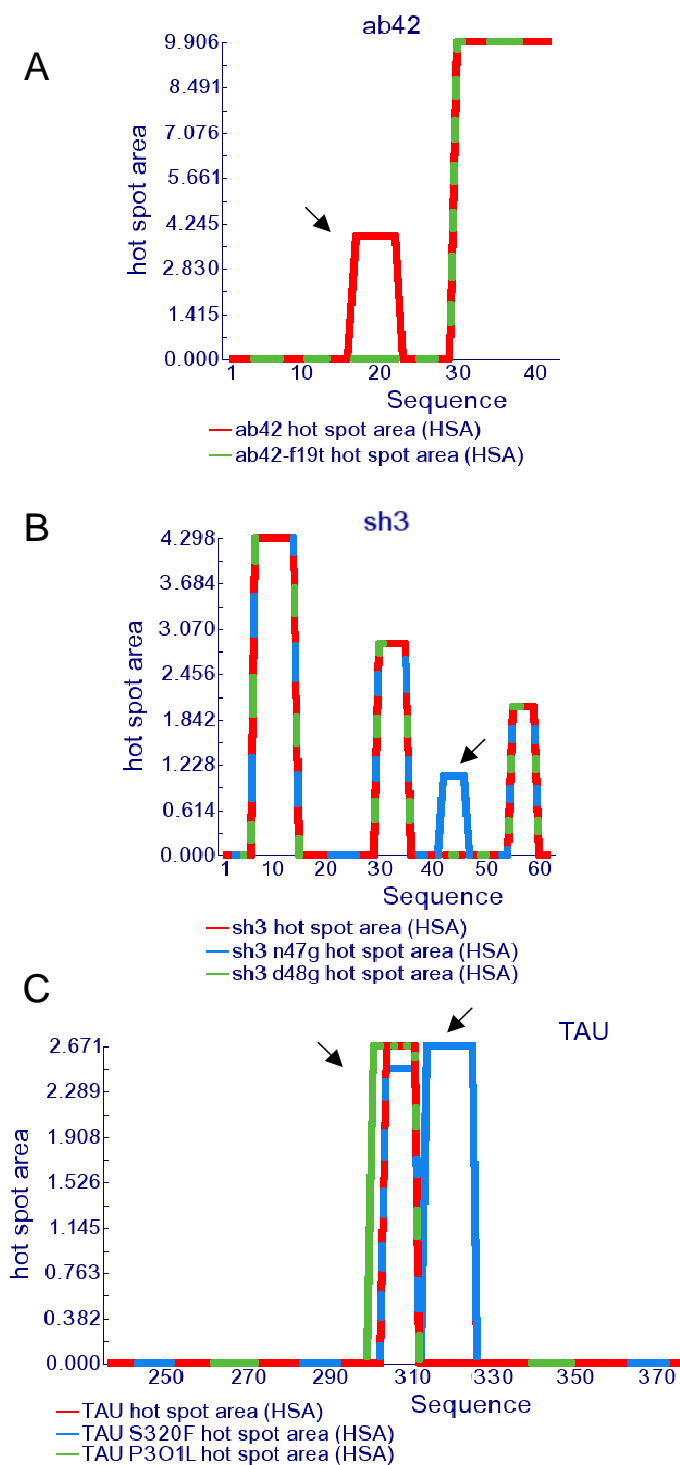 A
ab42
9.906
8.491
7.076
5.661
4.245
2.830
1.415
0.000
hot spot area
1 10 20 30 40
Sequence
ab42 hot spot area (HSA)
ab42-f19t hot spot area (HSA)
B
sh3
4.298
3.684
3.070
2.456
1.842
1.228
0.614
0.000
hot spot area
1 10 20 30 40 50 60
Sequence
sh3 hot spot area (HSA)
sh3 n47g hot spot area (HSA)
sh3 d48g hot spot area (HSA)
C
TAU
2.671
2.289
1.908
1.526
1.145
0.763
0.382
0.000
hot spot area
250 270 290 310 330 350 370
Sequence
TAU hot spot area (HSA)
TAU S320F hot spot area (HSA)
TAU P3O1L hot spot area (HSA)